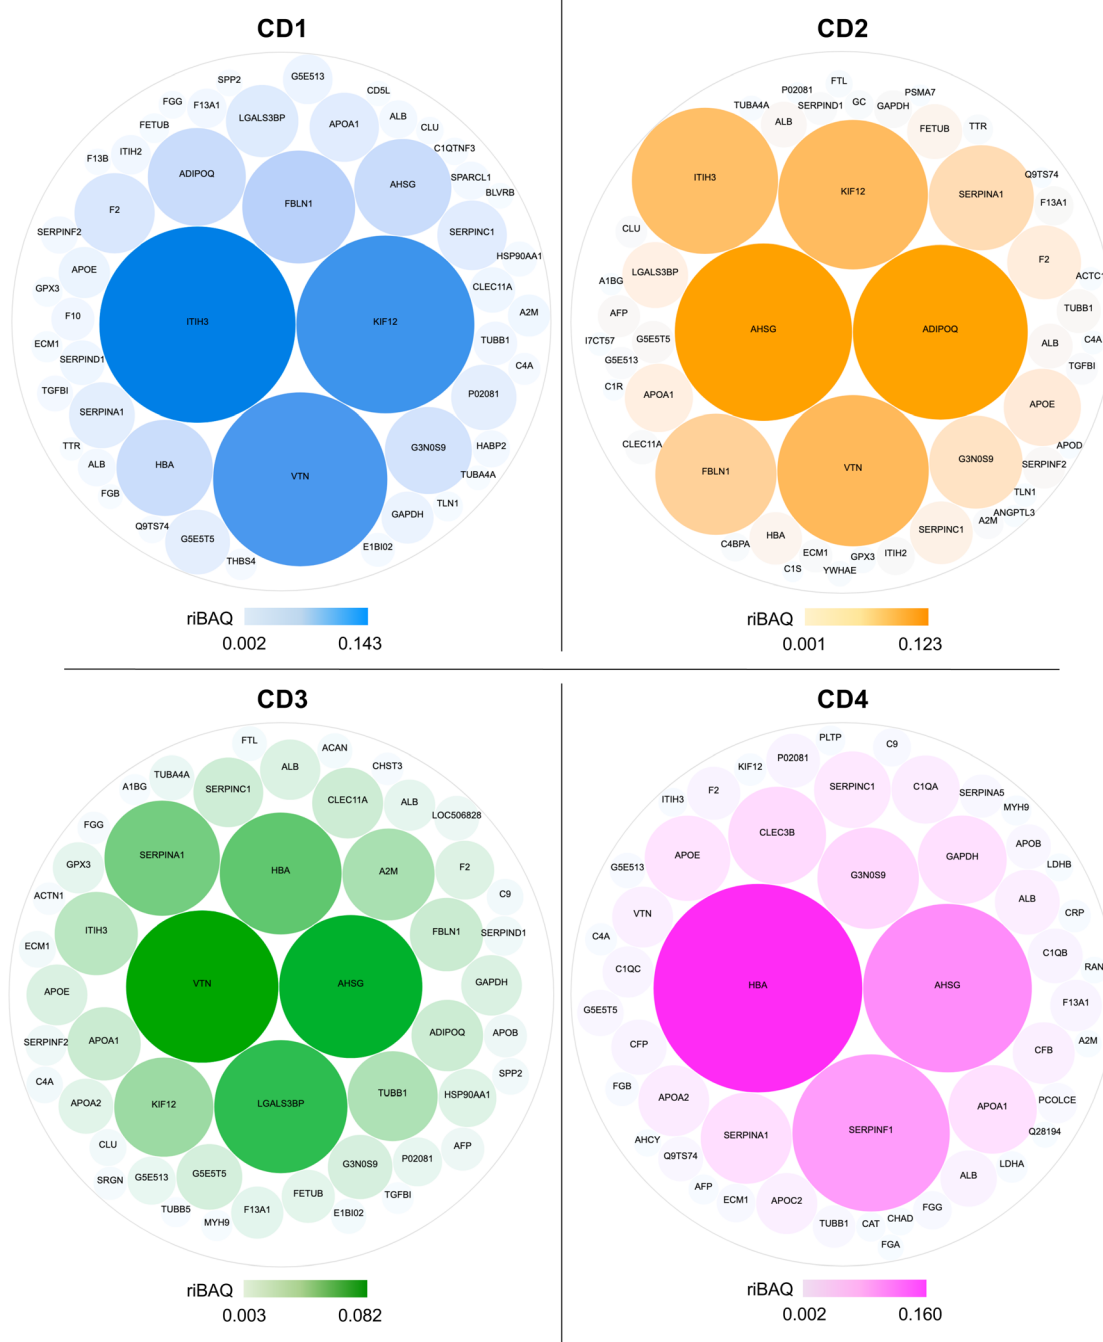 CD1
G5E513
SPP2
CD5L
FGG
F13A1
LGALS3BP
APOA1
ALB
FETUB
CLU
ITIH2
C1QTNF3
F13B
ADIPOQ
AHSG
SPARCL1
BLVRB
F2
FBLN1
SERPINF2
SERPINC1
HSP90AA1
APOE
GPX3
CLEC11A
F10
ITIH3
KIF12
A2M
ECM1
TUBB1
SERPIND1
C4A
TGFBI
P02081
SERPINA1
TTR
HABP2
G3N0S9
ALB
HBA
VTN
TUBA4A
FGB
TLN1
GAPDH
Q9TS74
G5E5T5
E1BI02
THBS4
riBAQ
0.002 0.143
CD2
FTL
P02081
PSMA7
TUBA4A
SERPIND1
GC
GAPDH
ALB
FETUB
TTR
ITIH3
KIF12
SERPINA1
Q9TS74
F13A1
CLU
F2
LGALS3BP
ACTC1
A1BG
AFP
TUBB1
AHSG
ADIPOQ
I7CT57
G5E5T5
ALB
C4A
G5E513
TGFBI
C1R
APOA1
APOE
CLEC11A
APOD
FBLN1
VTN
G3N0S9
SERPINF2
TLN1
ANGPTL3
A2M
SERPINC1
HBA
C4BPA
ECM1
GPX3
ITIH2
C1S
YWHAE
riBAQ
0.001 0.123
CD3
FTL
ACAN
ALB
CHST3
TUBA4A
A1BG
SERPINC1
CLEC11A
ALB
LOC506828
FGG
SERPINA1
GPX3
HBA
A2M
F2
ACTN1
C9
ITIH3
FBLN1
SERPIND1
ECM1
VTN
AHSG
GAPDH
APOE
ADIPOQ
APOB
SERPINF2
APOA1
SPP2
C4A
TUBB1
HSP90AA1
APOA2
KIF12
LGALS3BP
CLU
AFP
P02081
SRGN
G5E513
G5E5T5
G3N0S9
FETUB
TGFBI
TUBB5
MYH9
F13A1
E1BI02
riBAQ
0.003 0.082
CD4
PLTP
C9
P02081
KIF12
SERPINC1
C1QA
SERPINA5
ITIH3
F2
MYH9
CLEC3B
APOB
APOE
GAPDH
LDHB
G5E513
G3N0S9
ALB
CRP
VTN
C4A
C1QB
C1QC
RAN
HBA
AHSG
G5E5T5
F13A1
CFP
CFB
A2M
FGB
APOA2
PCOLCE
APOA1
SERPINA1
SERPINF1
Q28194
AHCY
Q9TS74
LDHA
AFP
ALB
ECM1
APOC2
FGG
TUBB1
CAT
CHAD
FGA
riBAQ
0.002 0.160